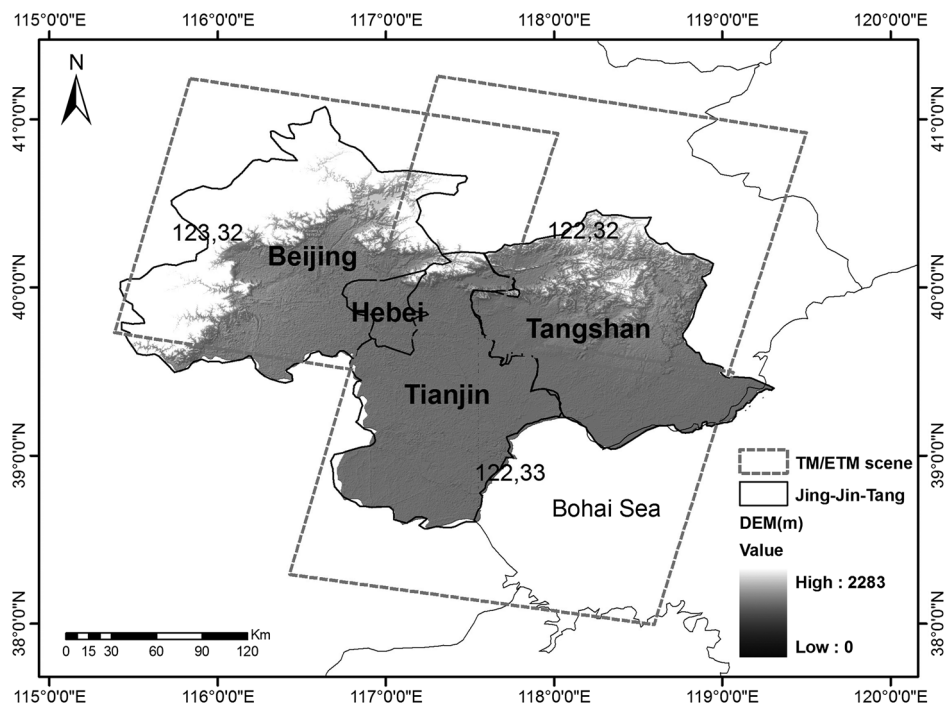 115°0'0"E 116°0'0"E 117°0'0"E 118°0'0"E 119°0'0"E 120°0'0"E
N
41°0'0"N
41°0'0"N
123,32
122,32
Beijing
40°0'0"N
40°0'0"N
Hebei
Tangshan
Tianjin
39°0'0"N
39°0'0"N
122,33
Bohai Sea
TM/ETM scene
Jing-Jin-Tang
DEM(m)
Value
High : 2283
Low : 0
38°0'0"N
38°0'0"N
Km
0 15 30 60 90 120
115°0'0"E 116°0'0"E 117°0'0"E 118°0'0"E 119°0'0"E 120°0'0"E